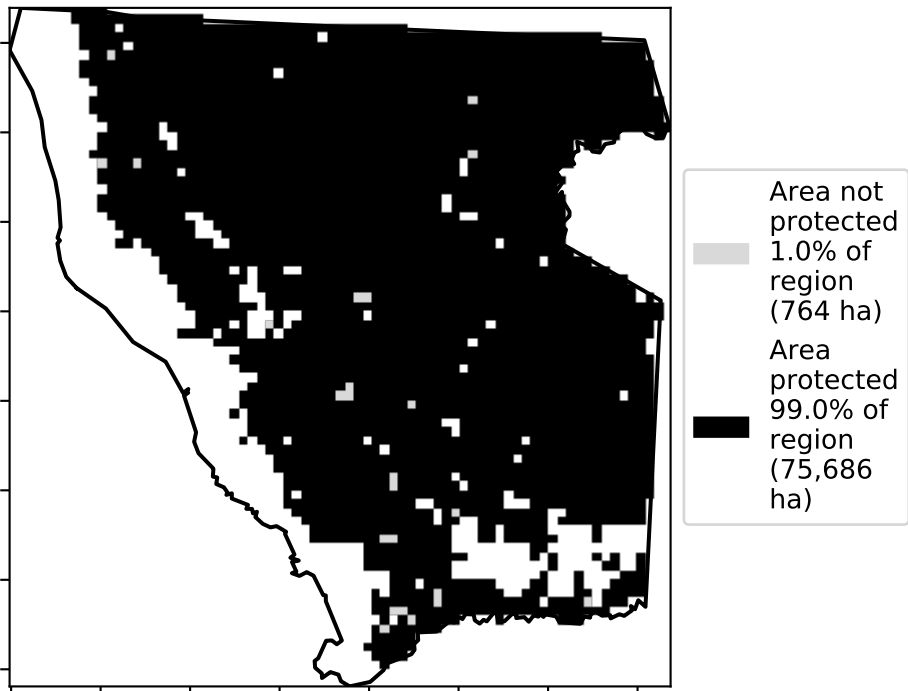 Area not
protected
1.0% of
region
(764 ha)
Area
protected
99.0% of
region
(75,686
ha)